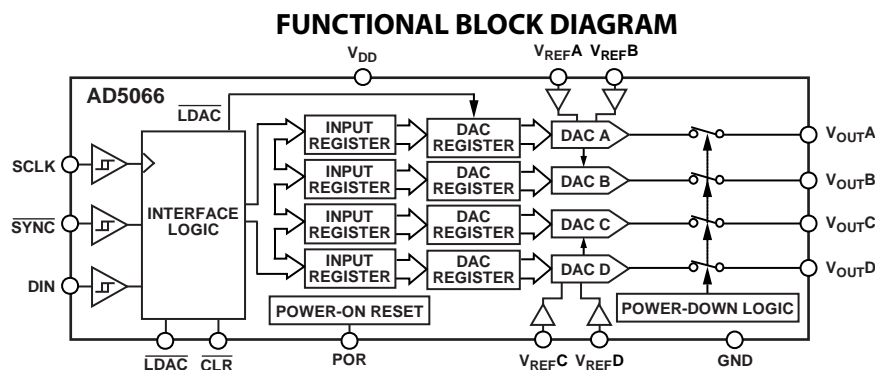 FUNCTIONAL BLOCK DIAGRAM
VDD
VREFA
VREFB
AD5066
LDAC
SCLK
SYNC
DIN
INTERFACE
LOGIC
INPUT
REGISTER
DAC
REGISTER
DAC A
VOUTA
INPUT
REGISTER
DAC
REGISTER
DAC B
VOUTB
INPUT
REGISTER
DAC
REGISTER
DAC C
VOUTC
INPUT
REGISTER
DAC
REGISTER
DAC D
VOUTD
POWER-ON RESET
POWER-DOWN LOGIC
LDAC
CLR
POR
VREFC
VREFD
GND